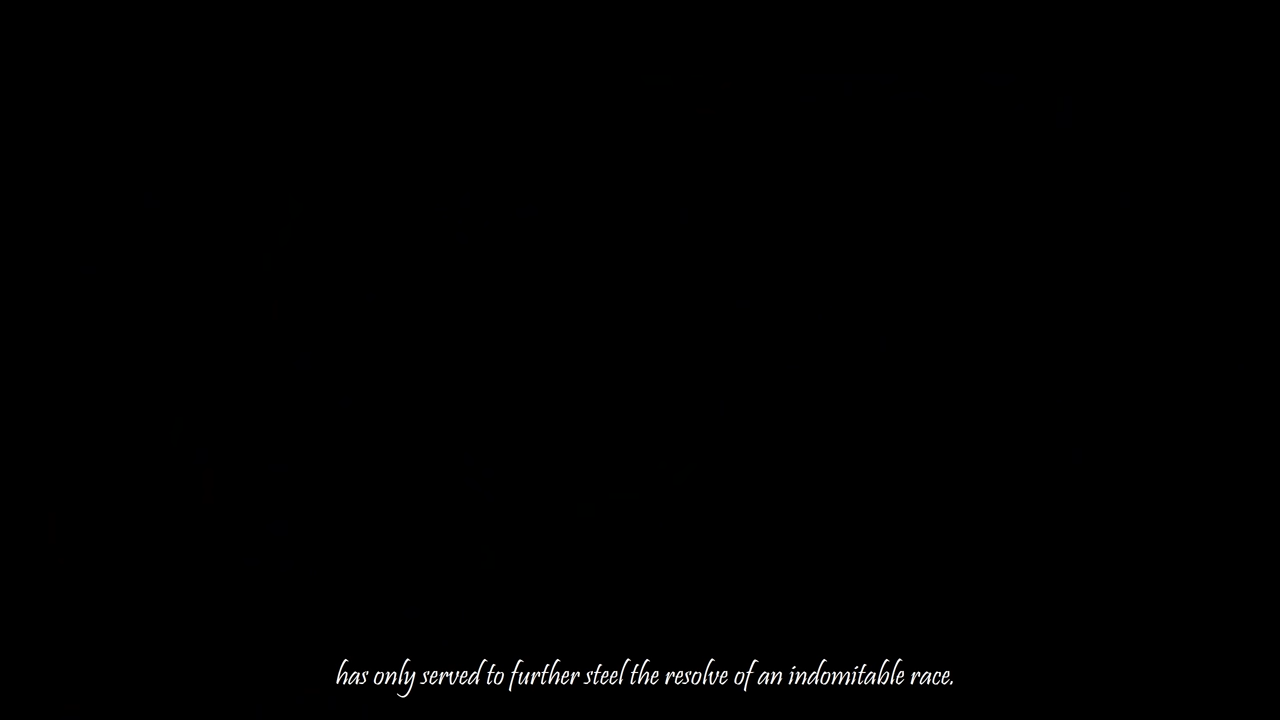 has only served to further steel the resolve of an indomitable race.